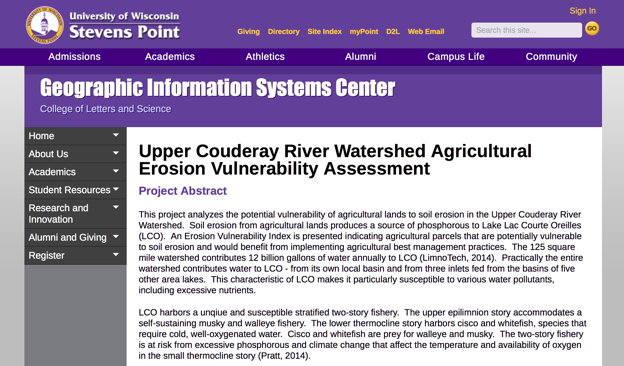 University of Wisconsin
Stevens Point
Sign In
Giving Directory Site Index myPoint D2L Web Email
Search this site...
GO
Admissions Academics Athletics Alumni Campus Life Community
Geographic Information Systems Center
College of Letters and Science
Home
About Us
Academics
Student Resources
Research and
Innovation
Alumni and Giving
Register
Upper Couderay River Watershed Agricultural
Erosion Vulnerability Assessment
Project Abstract
This project analyzes the potential vulnerability of agricultural lands to soil erosion in the Upper Couderay River
Watershed. Soil erosion from agricultural lands produces a source of phosphorous to Lake Lac Courte Oreilles
(LCO). An Erosion Vulnerability Index is presented indicating agricultural parcels that are potentially vulnerable
to soil erosion and would benefit from implementing agricultural best management practices. The 125 square
mile watershed contributes 12 billion gallons of water annually to LCO (LimnoTech, 2014). Practically the entire
watershed contributes water to LCO - from its own local basin and from three inlets fed from the basins of five
other area lakes. This characteristic of LCO makes it particularly susceptible to various water pollutants,
including excessive nutrients.
LCO harbors a unqiue and susceptible stratified two-story fishery. The upper epilimnion story accommodates a
self-sustaining musky and walleye fishery. The lower thermocline story harbors cisco and whitefish, species that
require cold, well-oxygenated water. Cisco and whitefish are prey for walleye and musky. The two-story fishery
is at risk from excessive phosphorous and climate change that affect the temperature and availability of oxygen
in the small thermocline story (Pratt, 2014).